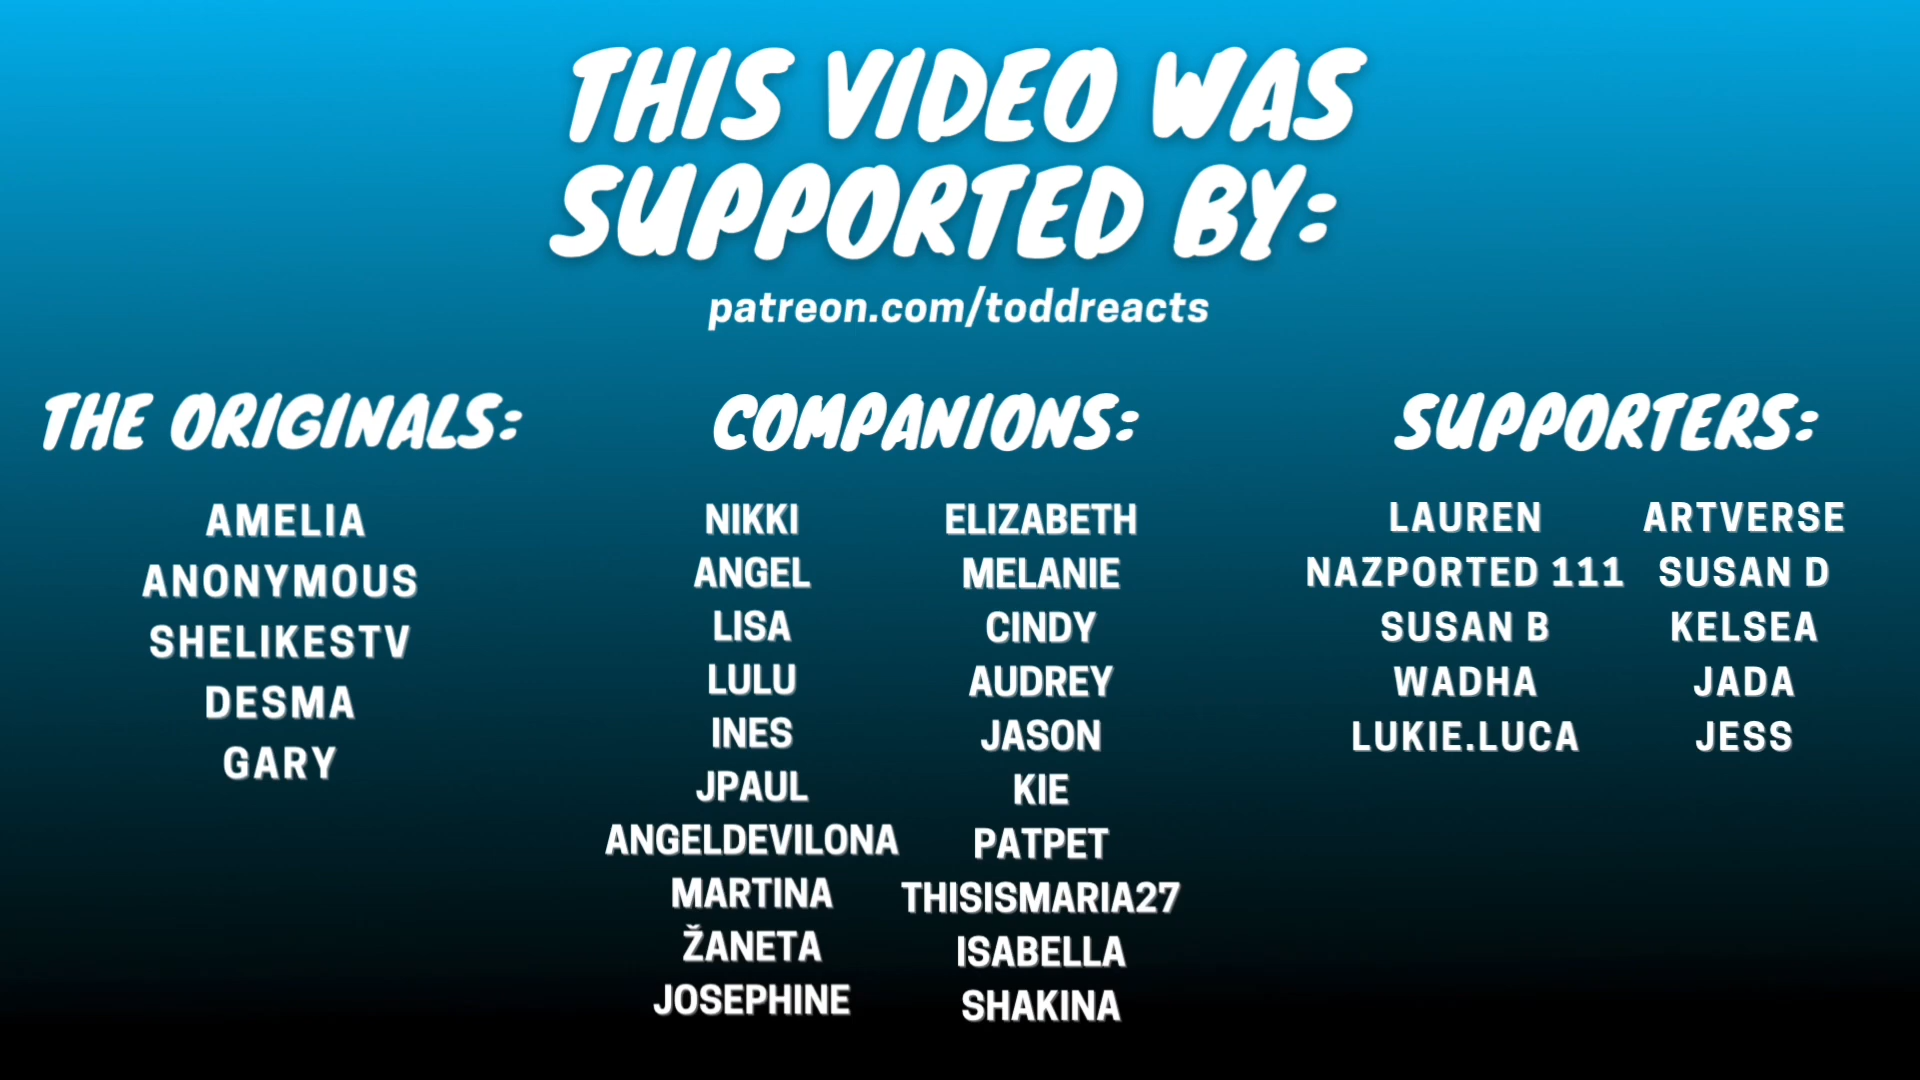 THIS VIDEO WAS
SUPPORTED BY:
patreon.com/toddreacts
THE ORIGINALS:
AMELIA
ANONYMOUS
SHELIKESTV
DESMA
GARY
COMPANIONS:
NIKKI
ANGEL
LISA
LULU
INES
JPAUL
ANGELDEVILONA
MARTINA
ŽANETA
JOSEPHINE
ELIZABETH
MELANIE
CINDY
AUDREY
JASON
KIE
PATPET
THISISMARIA27
ISABELLA
SHAKINA
SUPPORTERS:
LAUREN
NAZPORTED 111
SUSAN B
WADHA
LUKIE.LUCA
ARTVERSE
SUSAN D
KELSEA
JADA
JESS